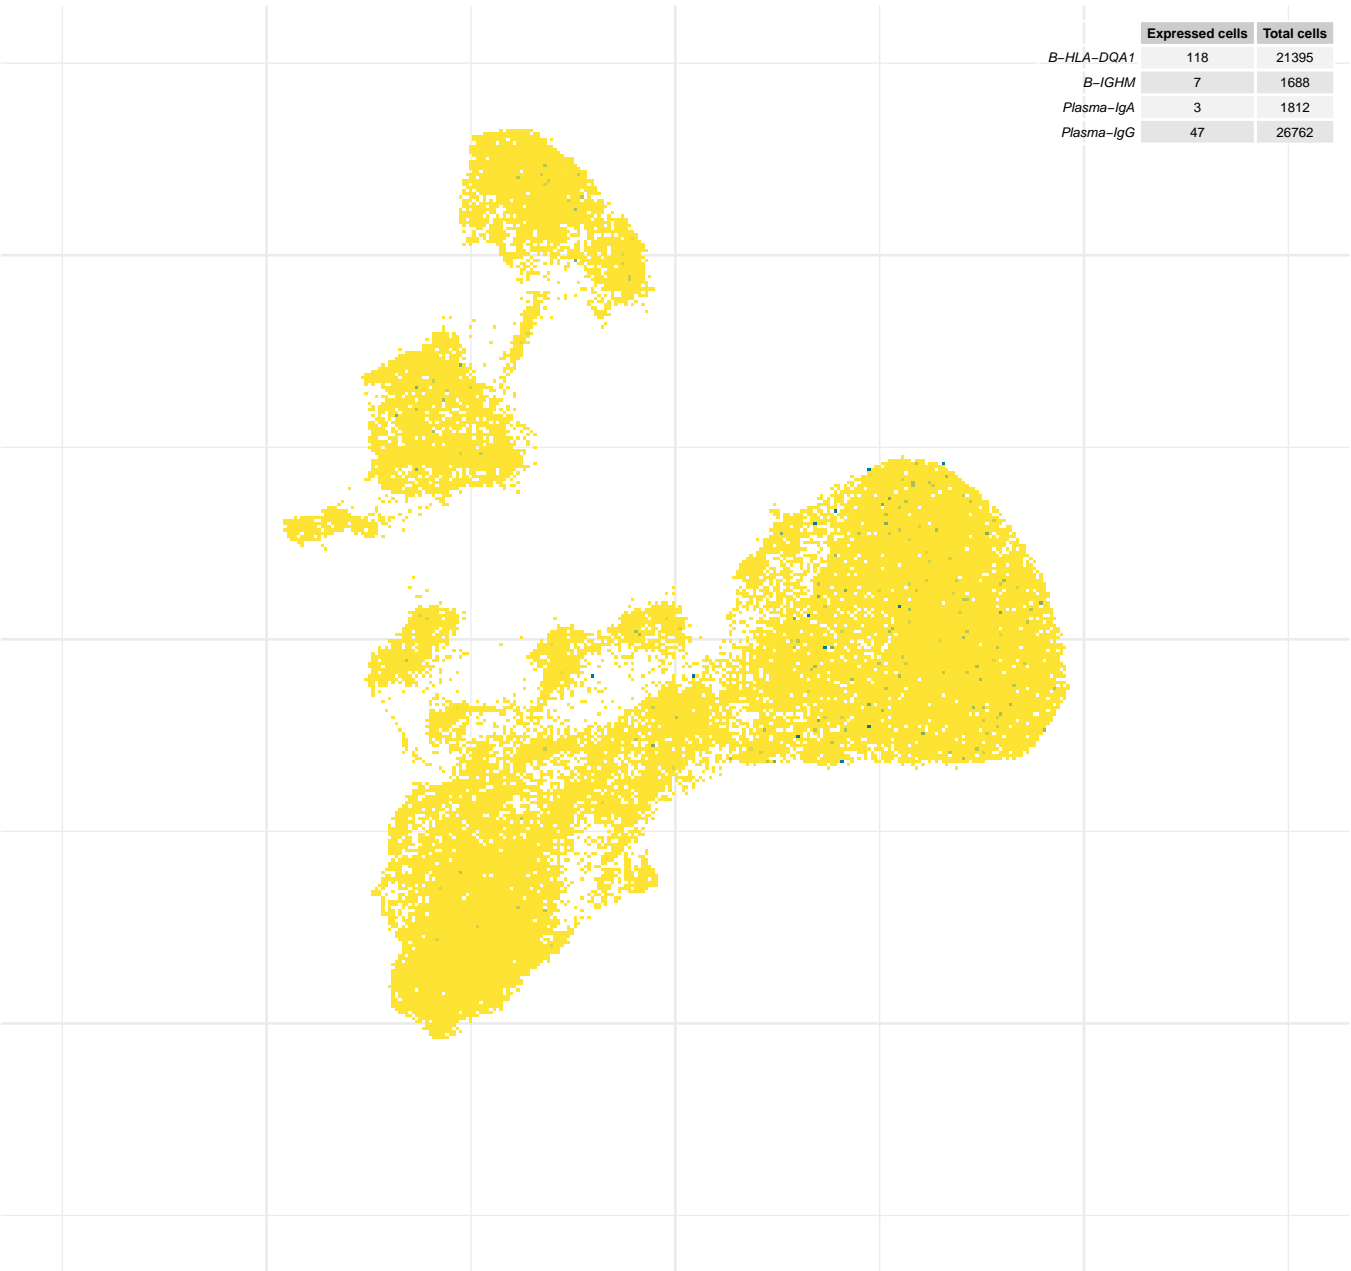 Expressed cells Total cells
B−HLA−DQA1 118 21395
B−IGHM 7 1688
Plasma−IgA 3 1812
Plasma−IgG 47 26762